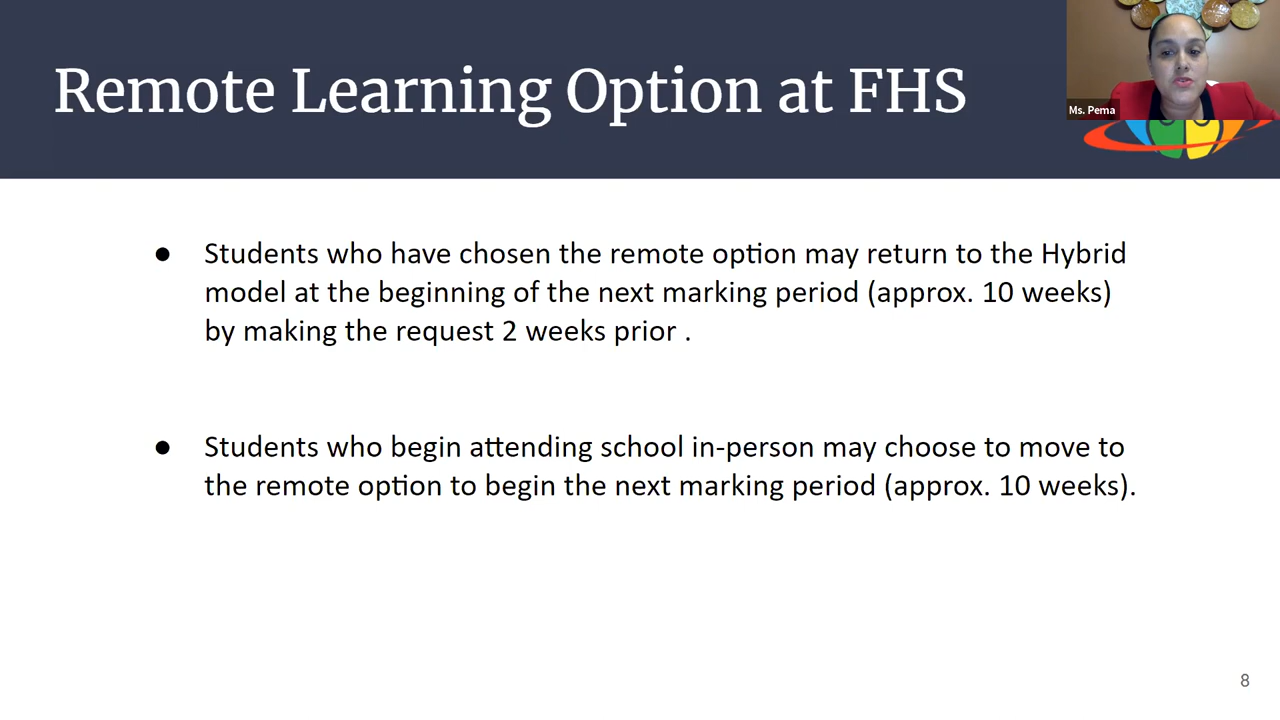 Remote Learning Option at FHS
Ms. Pema
● Students who have chosen the remote option may return to the Hybrid
model at the beginning of the next marking period (approx. 10 weeks)
by making the request 2 weeks prior .
● Students who begin attending school in-person may choose to move to
the remote option to begin the next marking period (approx. 10 weeks).
8